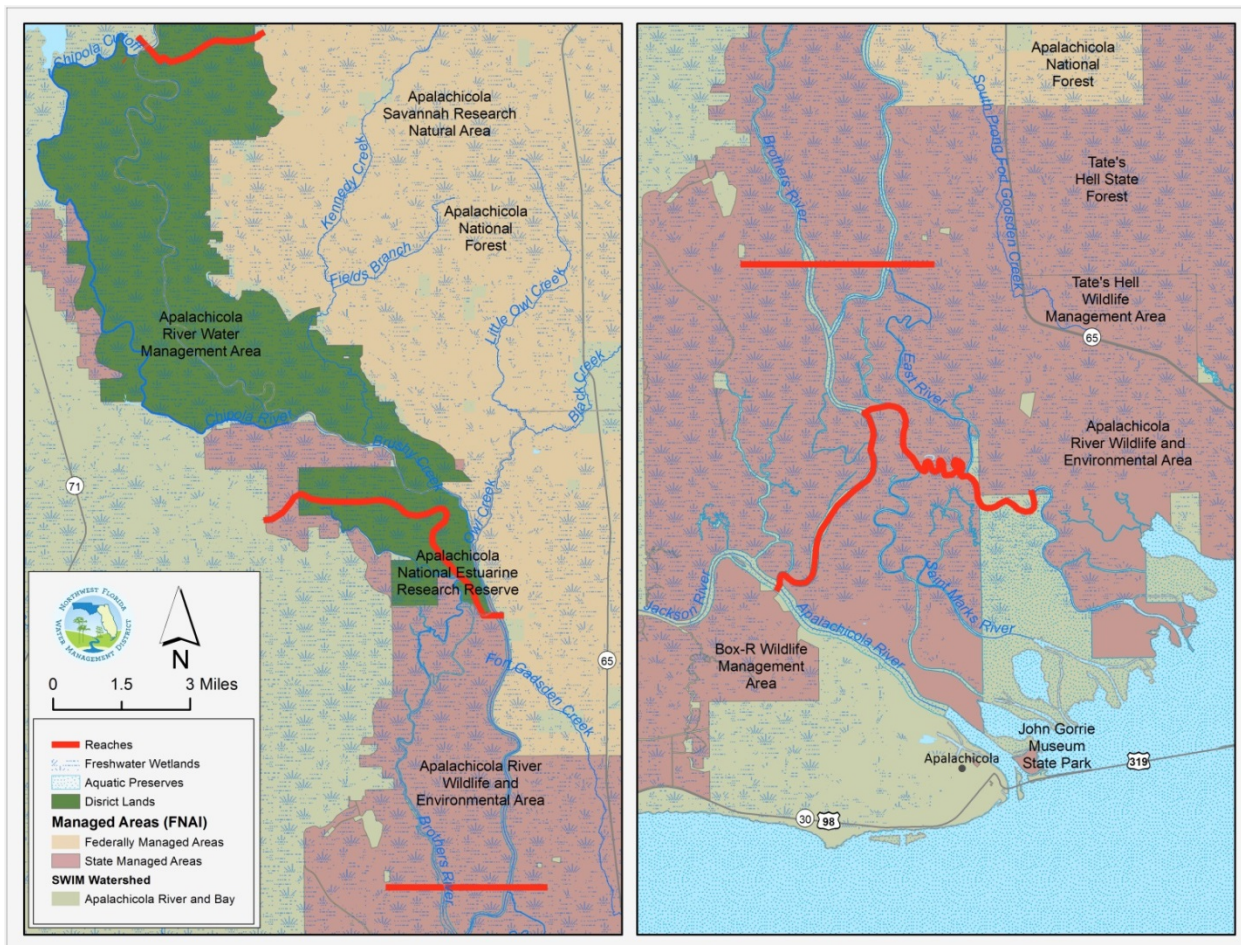 Chipola Cutoff
Apalachicola
Savannah Research
Natural Area
Kennedy Creek
Apalachicola
National
Forest
Fields Branch
Little Owl Creek
Apalachicola
River Water
Management Area
Black Creek
Chipola River
Brushy Creek
71
Owl Creek
Apalachicola
National Estuarine
Research Reserve
Fort Gadsden Creek
65
Apalachicola River
Wildlife and
Environmental Area
Brothers River
NORTHWEST FLORIDA
WATER MANAGEMENT DISTRICT
N
0 1.5 3 Miles
Reaches
Freshwater Wetlands
Aquatic Preserves
Disrict Lands
Managed Areas (FNAI)
Federally Managed Areas
State Managed Areas
SWIM Watershed
Apalachicola River and Bay
Apalachicola
National
Forest
Brothers River
South Prong Fort Gadsden Creek
Tate's
Hell State
Forest
Tate's Hell
Wildlife
Management Area
65
East River
Apalachicola
River Wildlife and
Environmental Area
Jackson River
Apalachicola River
Saint Marks River
Box-R Wildlife
Management
Area
John Gorrie
Museum
State Park
Apalachicola
319
30 98